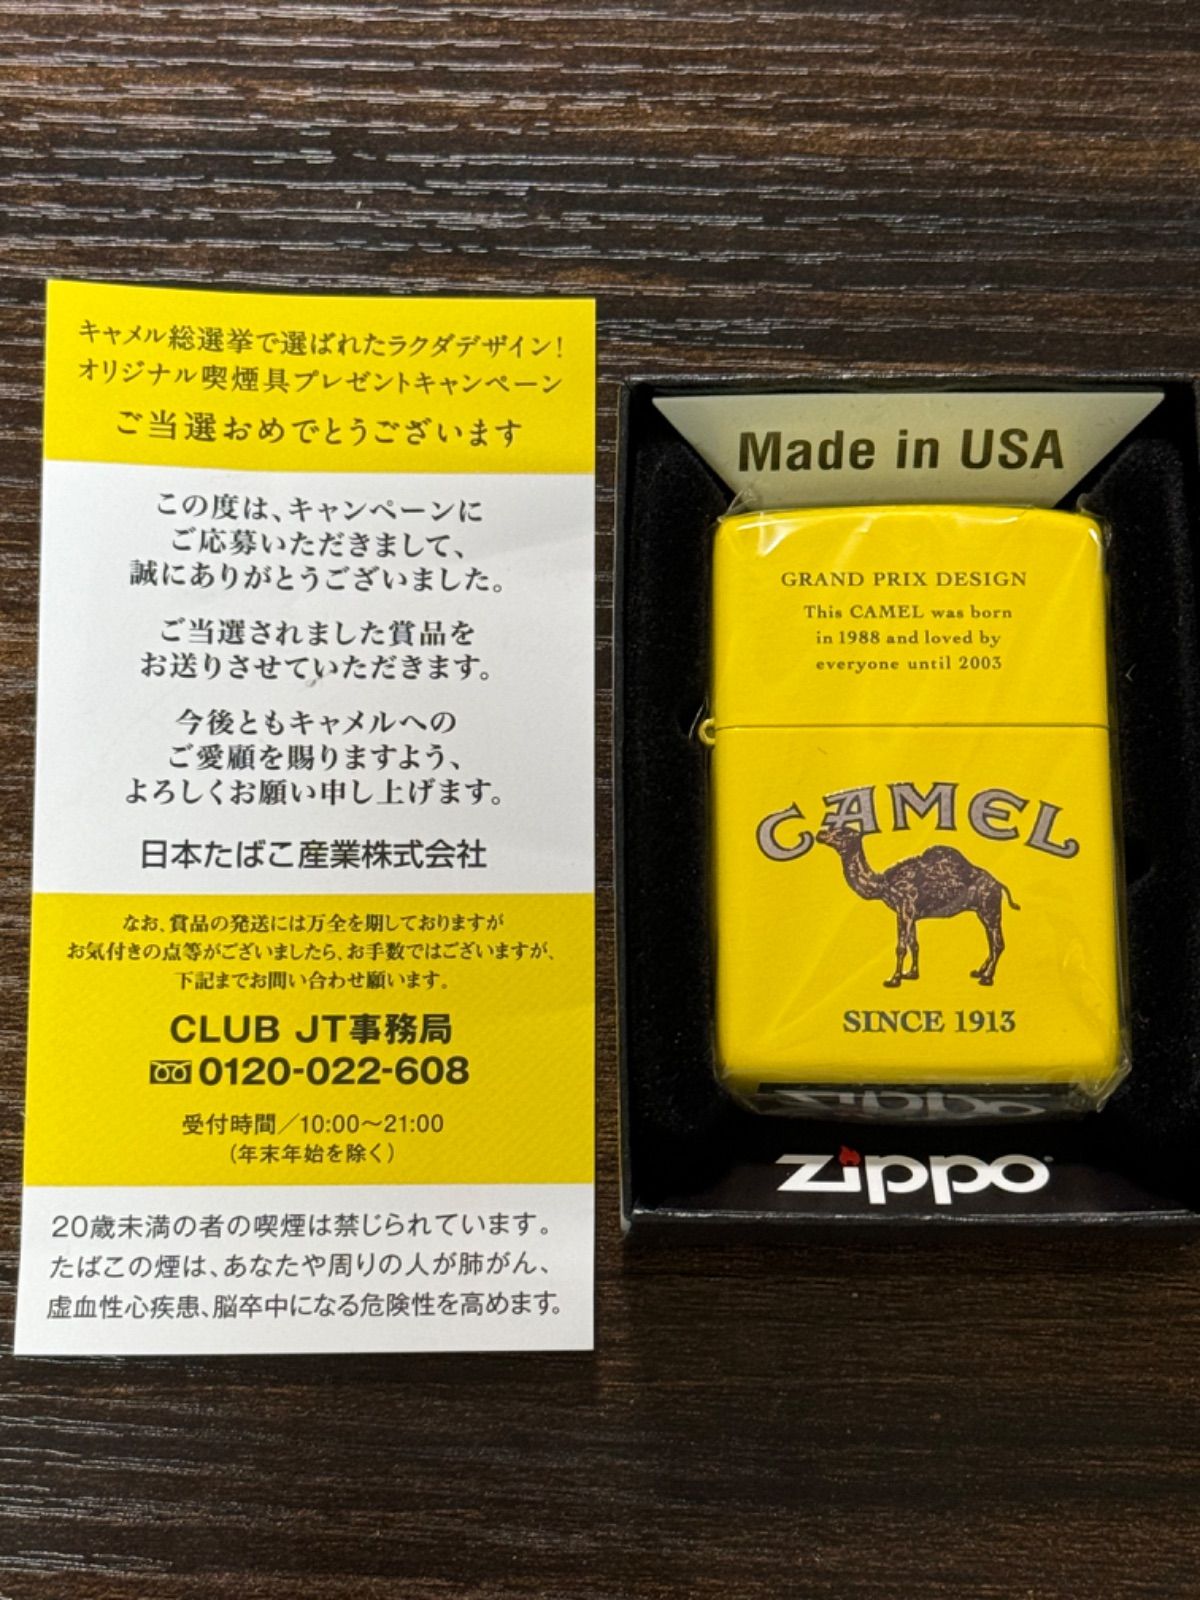 キャメル総選挙で選ばれたラクダデザイン!
オリジナル喫煙具プレゼントキャンペーン
ご当選おめでとうございます
この度は、キャンペーンに
ご応募いただきまして、
誠にありがとうございました。
ご当選されました賞品を
お送りさせていただきます。
今後ともキャメルへの
ご愛顧を賜りますよう、
よろしくお願い申し上げます。
日本たばこ産業株式会社
なお、賞品の発送には万全を期しておりますが
お気付きの点等がございましたら、お手数ではございますが、
下記までお問い合わせ願います。
CLUB JT事務局
0120-022-608
受付時間/10:00〜21:00
(年末年始を除く)
20歳未満の者の喫煙は禁じられています。
たばこの煙は、あなたや周りの人が肺がん、
虚血性心疾患、脳卒中になる危険性を高めます。
Made in USA
GRAND PRIX DESIGN
This CAMEL was born
in 1988 and loved by
everyone until 2003
CAMEL
SINCE 1913
zippo